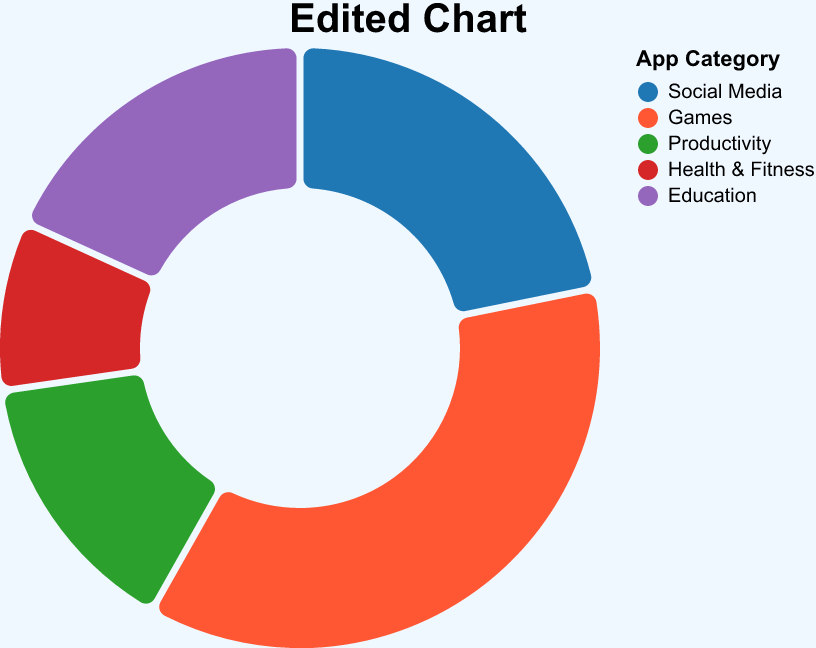 Edited Chart
App Category
Social Media
Games
Productivity
Health & Fitness
Education